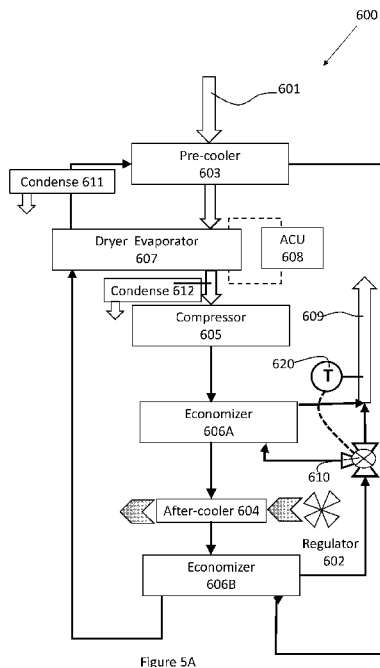 600
601
Pre-cooler
603
Condense 611
Dryer Evaporator
607
ACU
608
Condense 612
609
Compressor
605
620
T
Economizer
606A
610
After-cooler 604
Regulator
602
Economizer
606B
Figure 5A